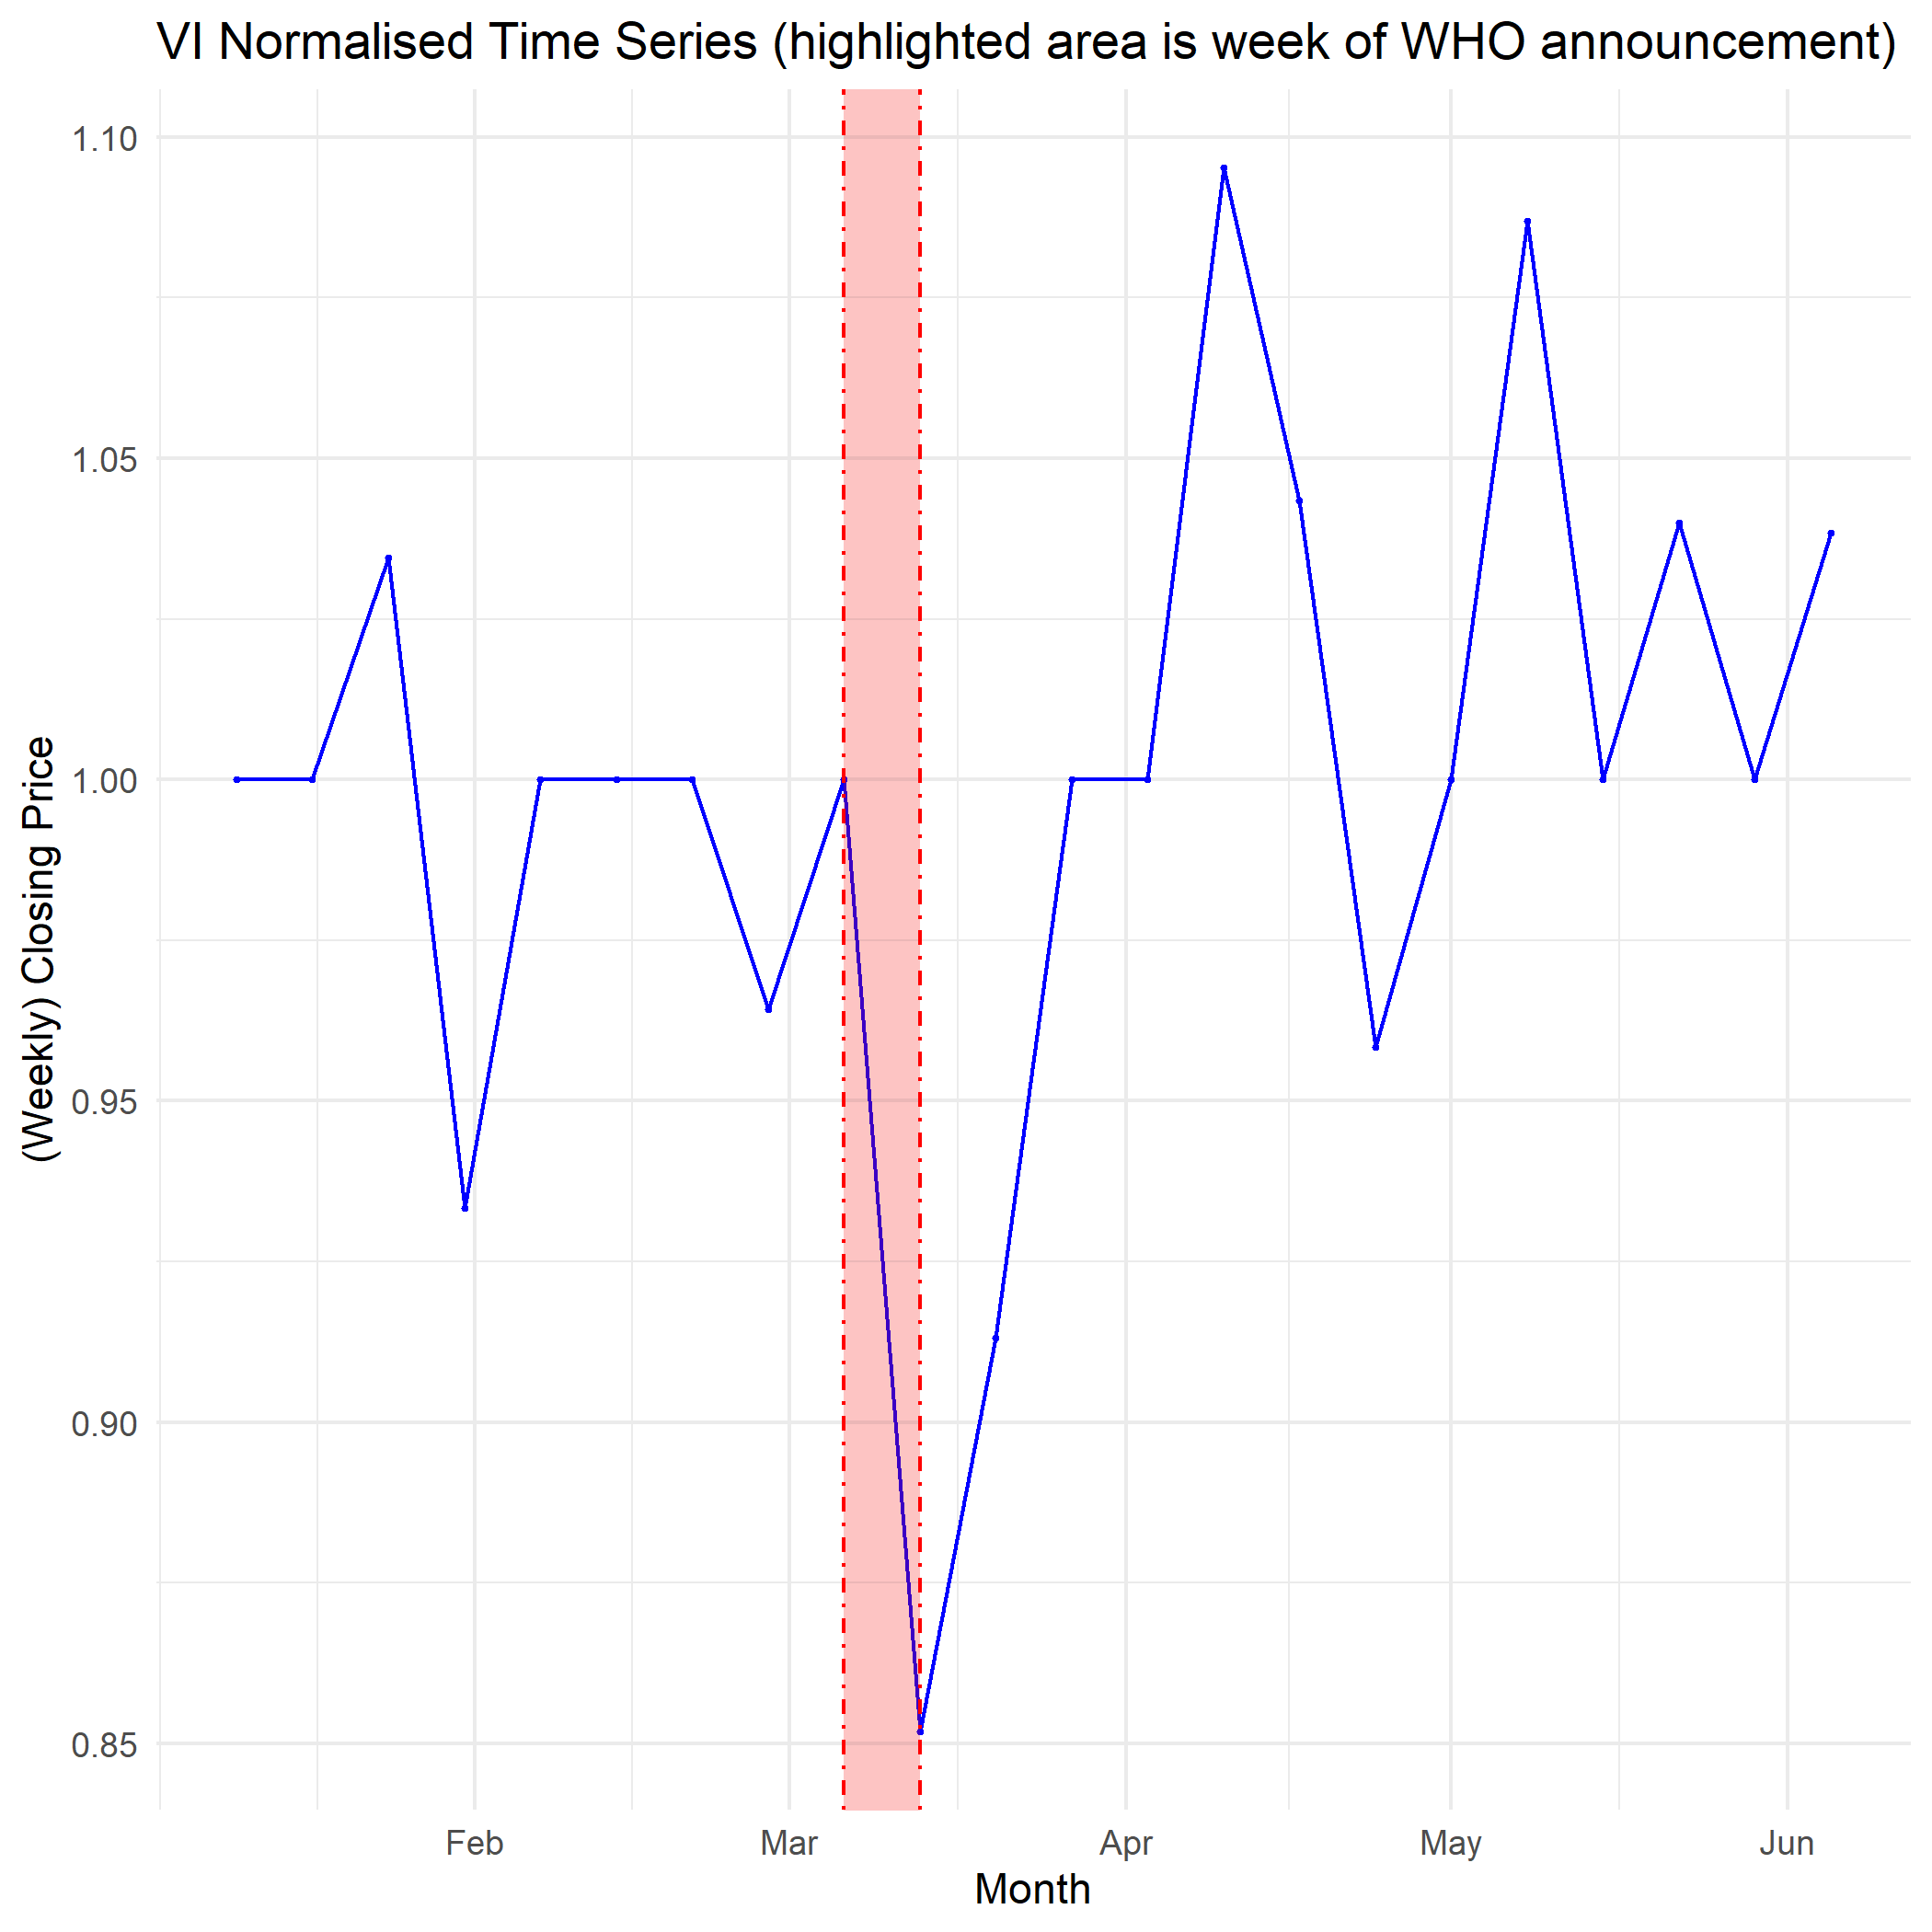 VI Normalised Time Series (highlighted area is week of WHO announcement)
(Weekly) Closing Price
1.10
1.05
1.00
0.95
0.90
0.85
Feb Mar Apr May Jun
Month